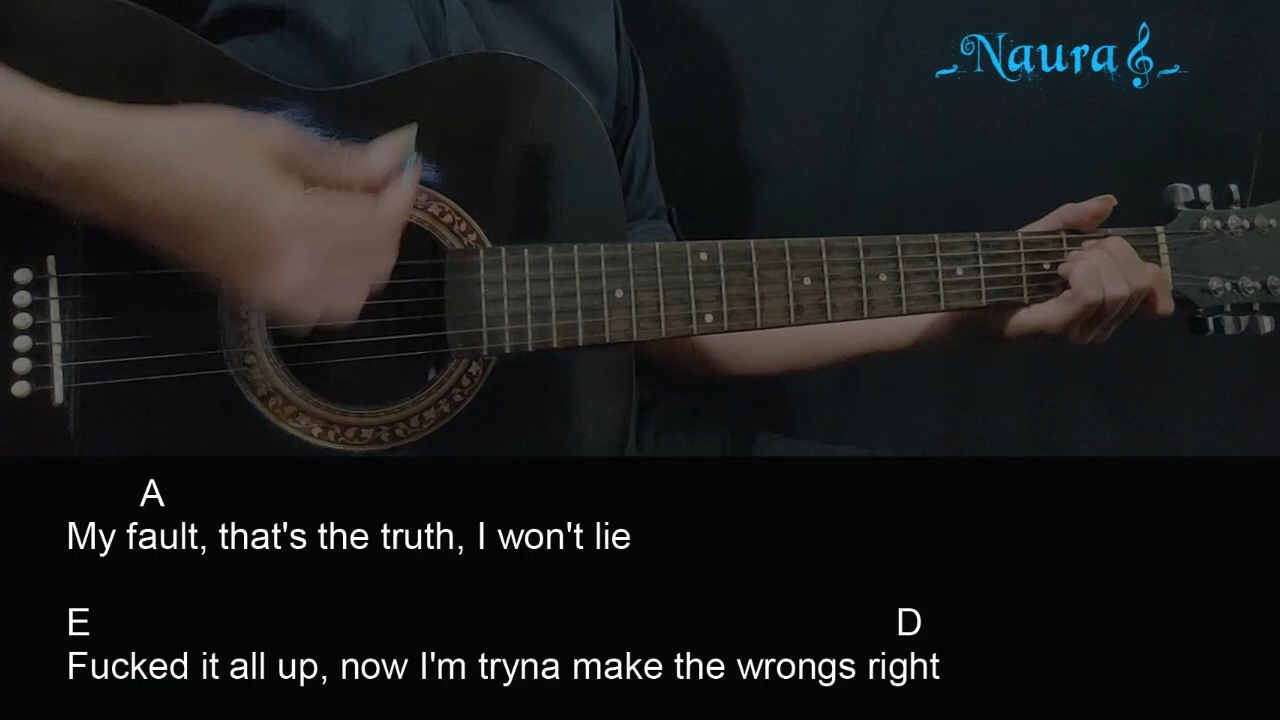 Naura
A
My fault, that's the truth, I won't lie
E D
Fucked it all up, now I'm tryna make the wrongs right